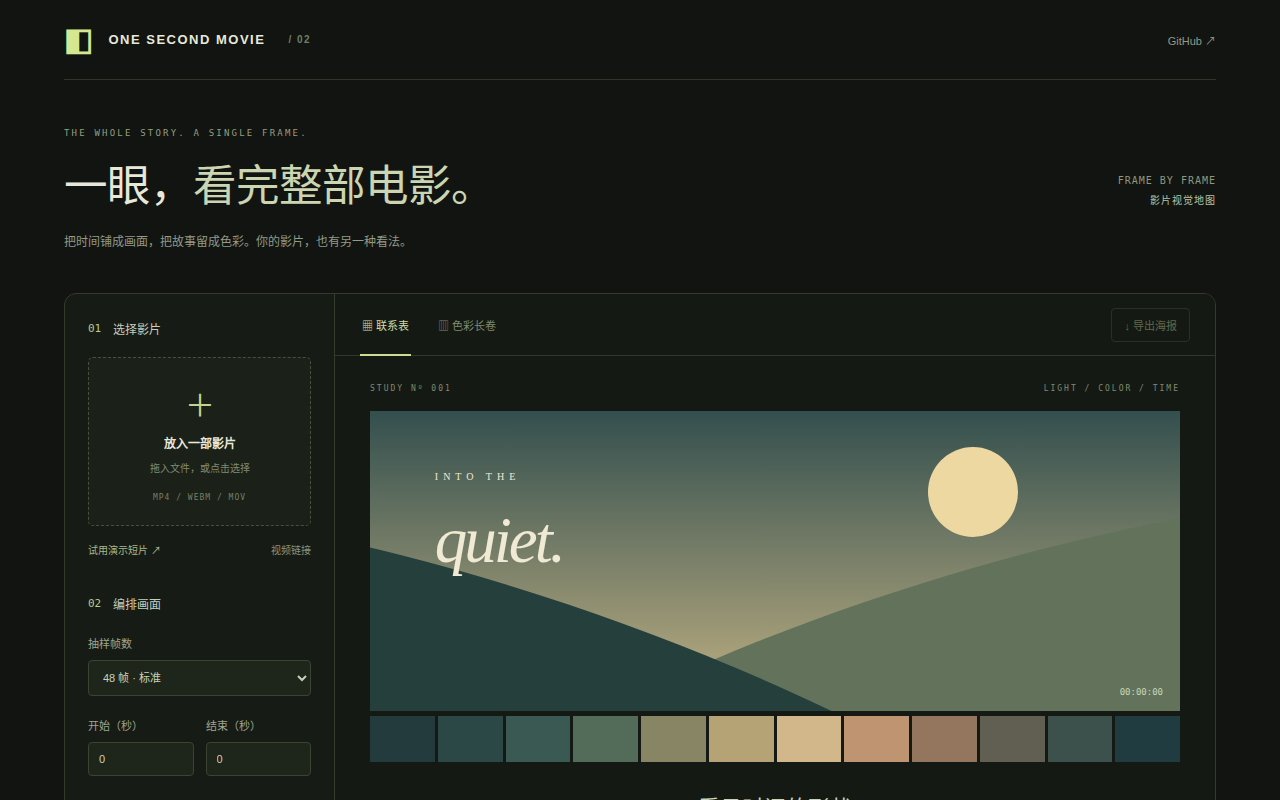 ONE SECOND MOVIE / 02
GitHub ↗
THE WHOLE STORY. A SINGLE FRAME.
一眼，看完整部电影。
FRAME BY FRAME
影片视觉地图
把时间铺成画面，把故事留成色彩。你的影片，也有另一种看法。
01 选择影片
放入一部影片
拖入文件，或点击选择
MP4 / WEBM / MOV
试用演示短片 ↗
视频链接
02 编排画面
抽样帧数
48 帧 · 标准
开始（秒）
结束（秒）
0
0
▦ 联系表
▥ 色彩长卷
↓ 导出海报
STUDY Nº 001
LIGHT / COLOR / TIME
INTO THE
quiet.
00:00:00